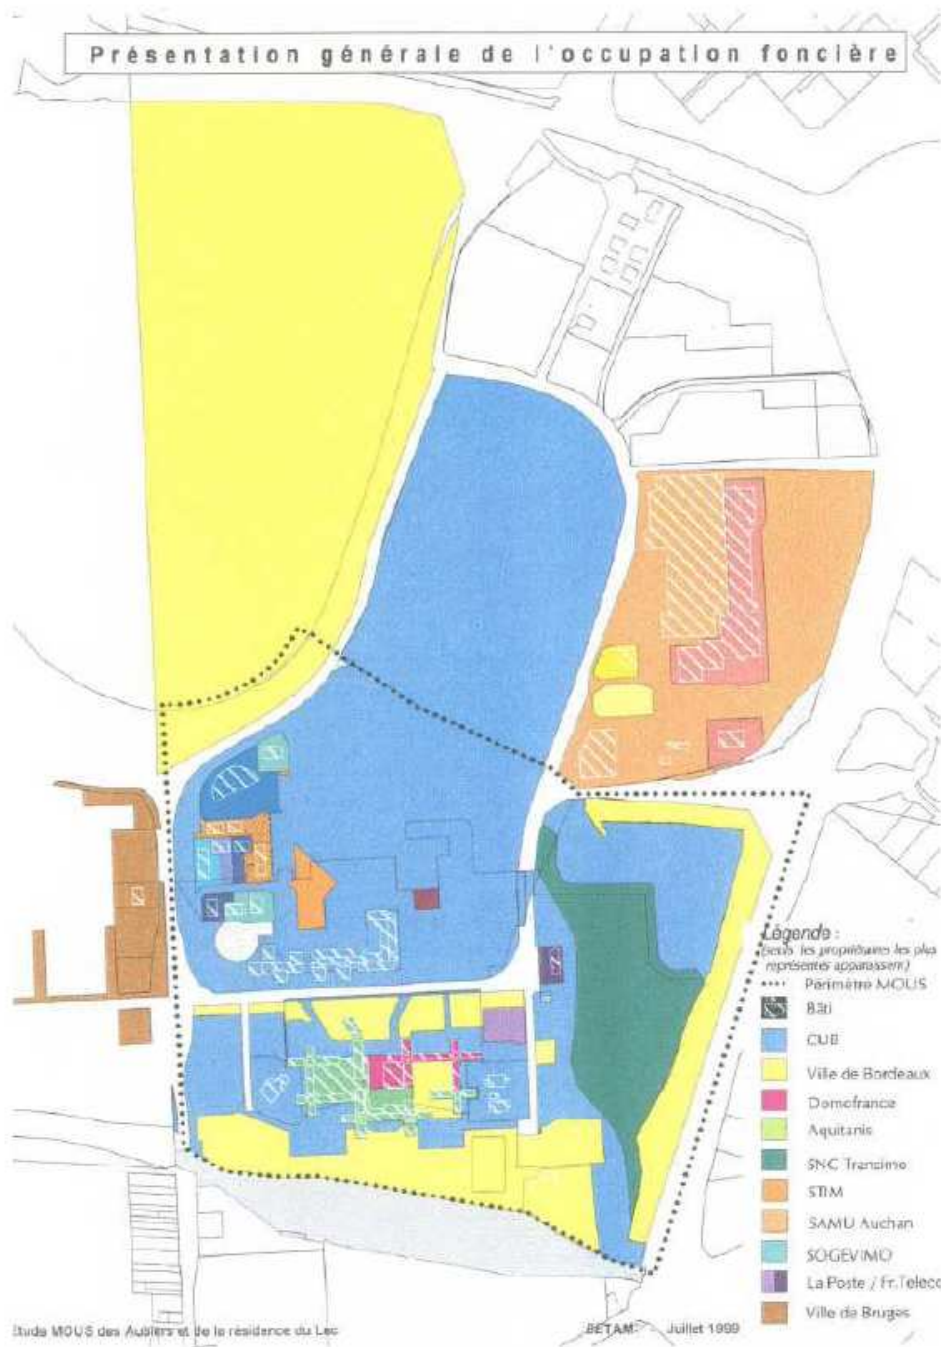 Présentation générale de l'occupation foncière
Légende :
(seuls les propriétaires les plus
représentés apparaissent)
Périmètre MOUS
Bâti
CUB
Ville de Bordeaux
Domofrance
Aquitanis
SNC Transimo
STIM
SAMU Auchan
SOGEVIMO
La Poste / Fr.Teleco
Ville de Bruges
Etude MOUS des Aubiers et de la résidence du Lac
BETAM - Juillet 1999